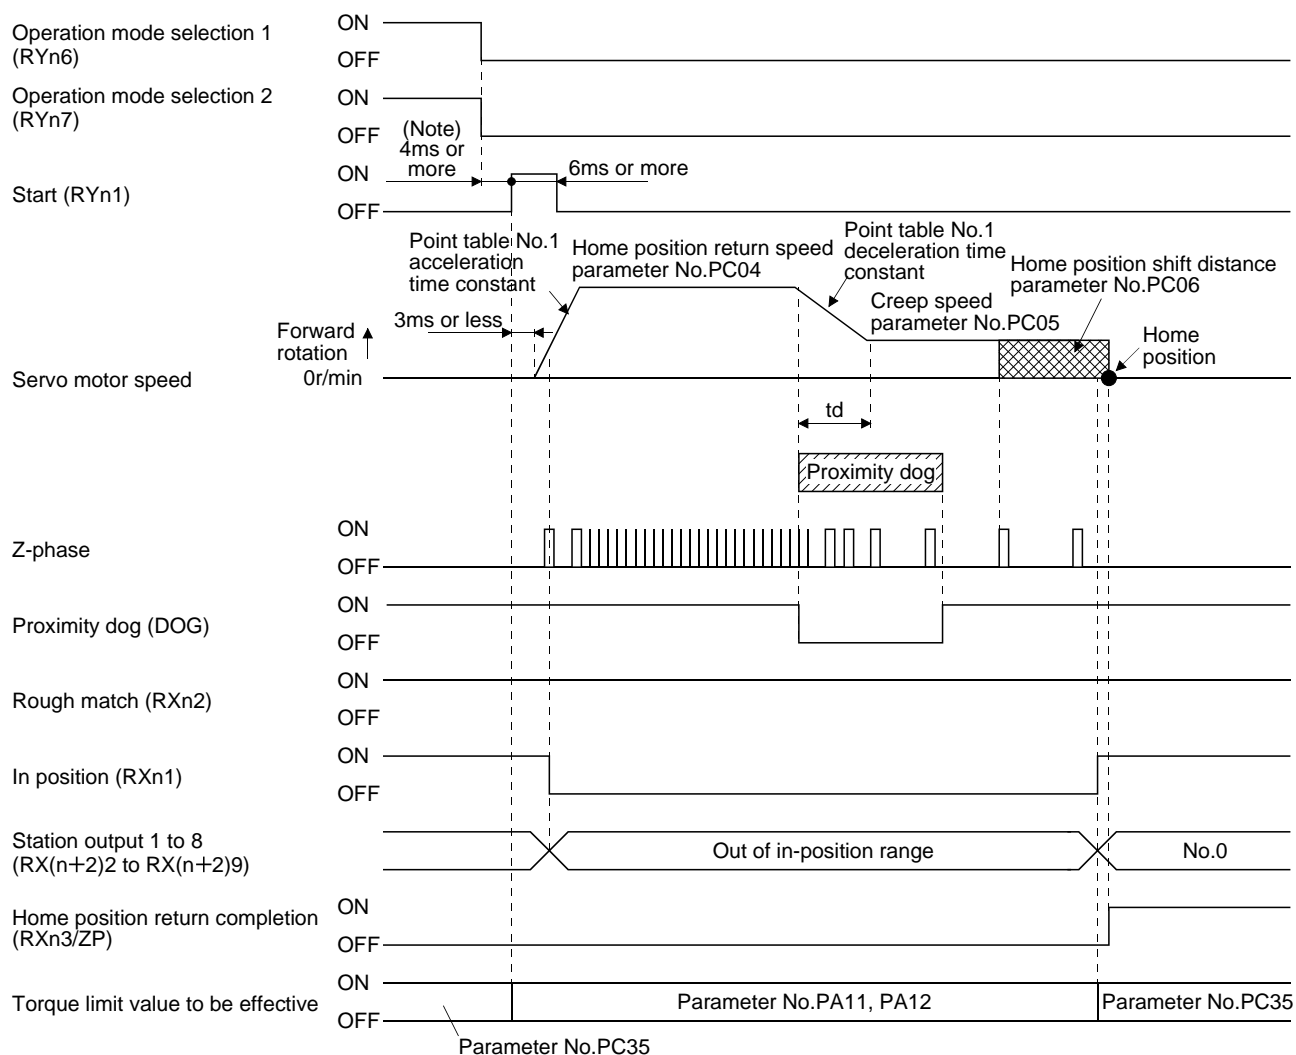 Operation mode selection 1
(RYn6)
ON
OFF
Operation mode selection 2
(RYn7)
ON
OFF
(Note)
4ms or
more
6ms or more
Start (RYn1)
ON
OFF
Point table No.1
acceleration
time constant
Home position return speed
parameter No.PC04
Point table No.1
deceleration time
constant
Home position shift distance
parameter No.PC06
Creep speed
parameter No.PC05
3ms or less
Forward
rotation
0r/min
Home
position
Servo motor speed
td
Proximity dog
Z-phase
ON
OFF
Proximity dog (DOG)
ON
OFF
Rough match (RXn2)
ON
OFF
In position (RXn1)
ON
OFF
Station output 1 to 8
(RX(n+2)2 to RX(n+2)9)
Out of in-position range
No.0
Home position return completion
(RXn3/ZP)
ON
OFF
Torque limit value to be effective
ON
OFF
Parameter No.PA11, PA12
Parameter No.PC35
Parameter No.PC35